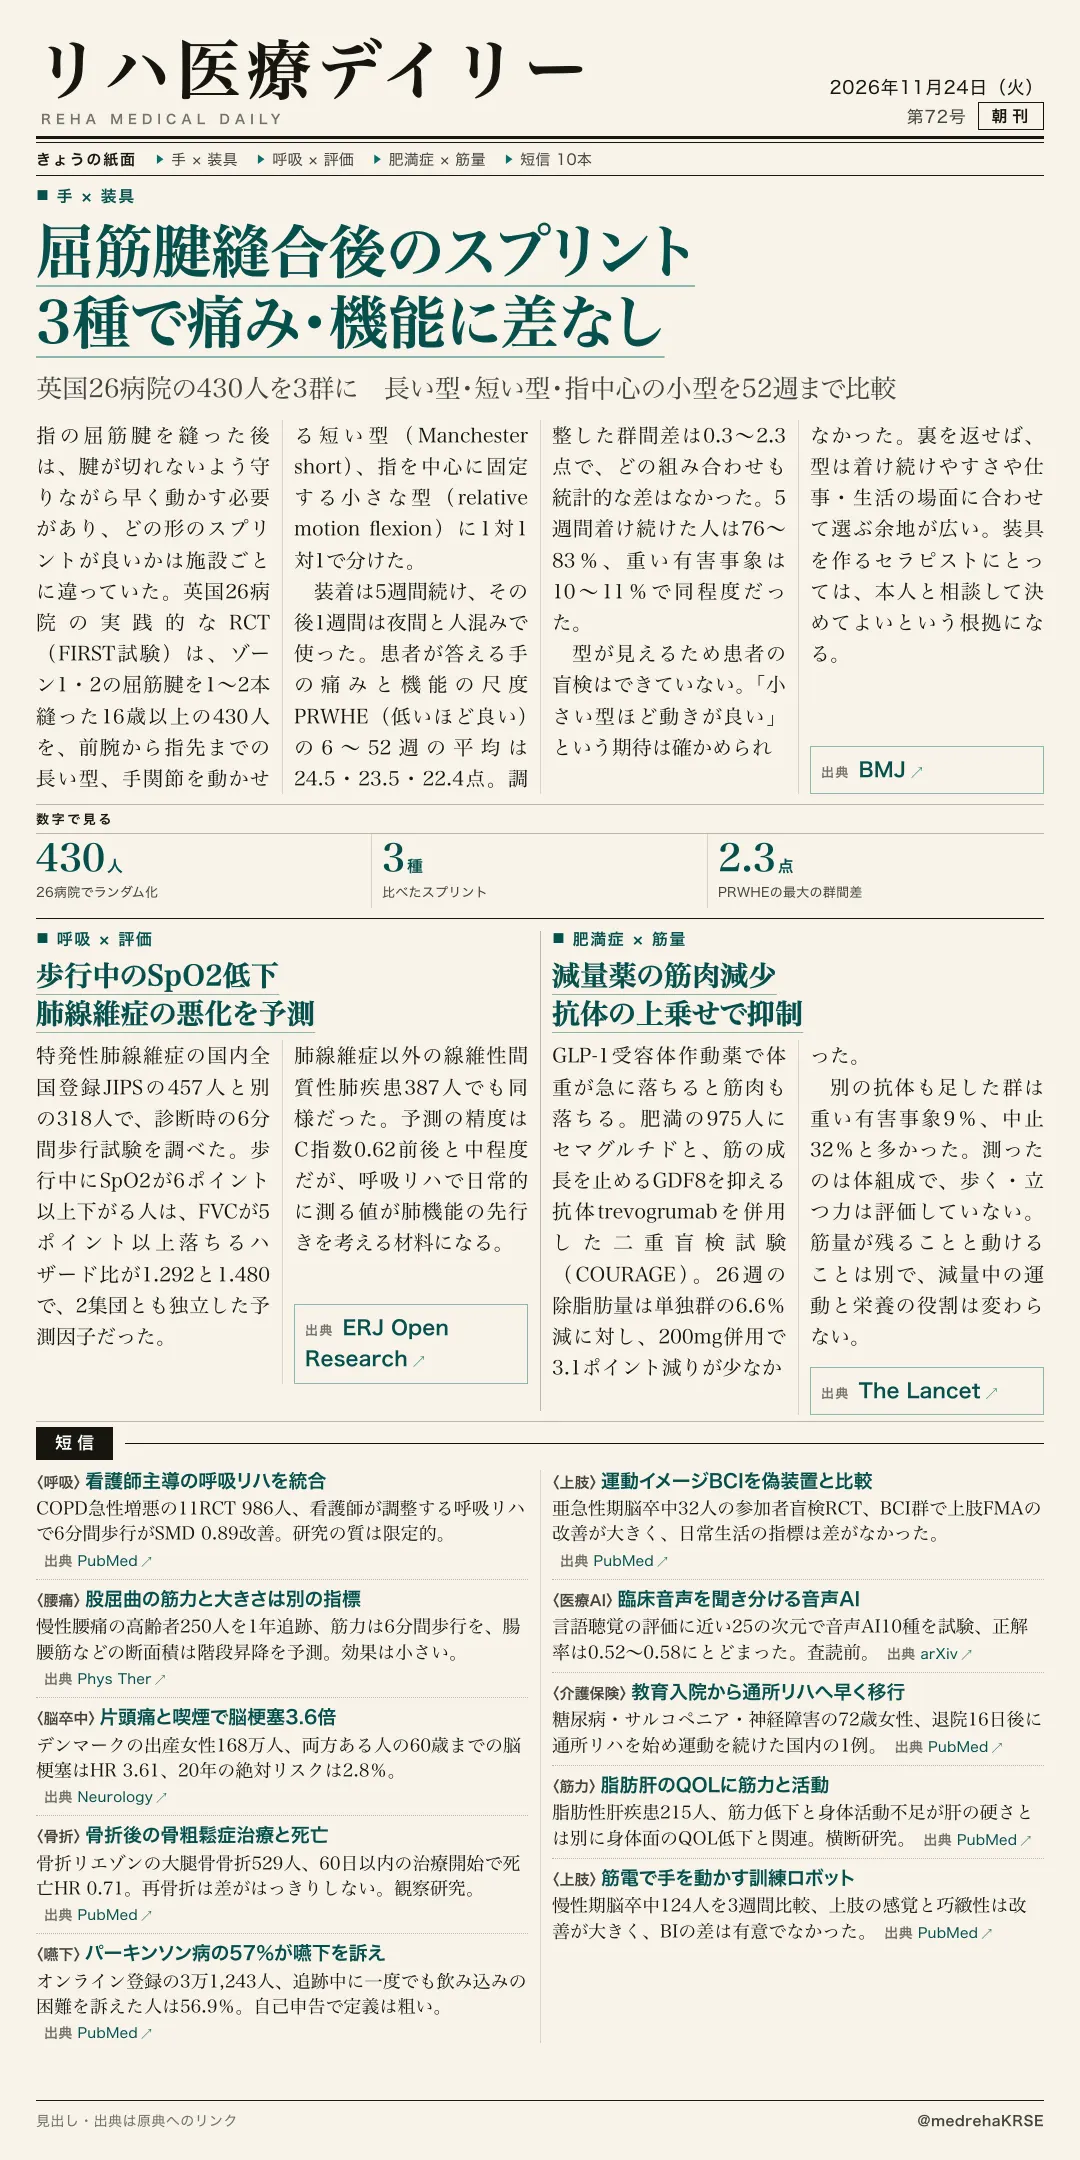 リハ医療デイリー
REHA MEDICAL DAILY
2026年11月24日（火）
第72号 朝刊
きょうの紙面 ▶手 × 装具 ▶呼吸 × 評価 ▶肥満症 × 筋量 ▶短信 10本
■ 手 × 装具
屈筋腱縫合後のスプリント
3種で痛み・機能に差なし
英国26病院の430人を3群に　長い型・短い型・指中心の小型を52週まで比較
指の屈筋腱を縫った後
は、腱が切れないよう守
りながら早く動かす必要
があり、どの形のスプリ
ントが良いかは施設ごと
に違っていた。英国26病
院の実践的なRCT
（FIRST試験）は、ゾー
ン1・2の屈筋腱を1〜2本
縫った16歳以上の430人
を、前腕から指先までの
長い型、手関節を動かせ
る短い型（Manchester
short）、指を中心に固定
する小さな型（relative
motion flexion）に1対1
対1で分けた。
　装着は5週間続け、その
後1週間は夜間と人混みで
使った。患者が答える手
の痛みと機能の尺度
PRWHE（低いほど良い）
の6〜52週の平均は
24.5・23.5・22.4点。調
整した群間差は0.3〜2.3
点で、どの組み合わせも
統計的な差はなかった。5
週間着け続けた人は76〜
83％、重い有害事象は
10〜11％で同程度だっ
た。
　型が見えるため患者の
盲検はできていない。「小
さい型ほど動きが良い」
という期待は確かめられ
なかった。裏を返せば、
型は着け続けやすさや仕
事・生活の場面に合わせ
て選ぶ余地が広い。装具
を作るセラピストにとっ
ては、本人と相談して決
めてよいという根拠にな
る。
出典 BMJ ↗
数字で見る
430人
26病院でランダム化
3種
比べたスプリント
2.3点
PRWHEの最大の群間差
■ 呼吸 × 評価
歩行中のSpO2低下
肺線維症の悪化を予測
特発性肺線維症の国内全
国登録JIPSの457人と別
の318人で、診断時の6分
間歩行試験を調べた。歩
行中にSpO2が6ポイント
以上下がる人は、FVCが5
ポイント以上落ちるハ
ザード比が1.292と1.480
で、2集団とも独立した予
測因子だった。
肺線維症以外の線維性間
質性肺疾患387人でも同
様だった。予測の精度は
C指数0.62前後と中程度
だが、呼吸リハで日常的
に測る値が肺機能の先行
きを考える材料になる。
出典 ERJ Open
Research ↗
■ 肥満症 × 筋量
減量薬の筋肉減少
抗体の上乗せで抑制
GLP-1受容体作動薬で体
重が急に落ちると筋肉も
落ちる。肥満の975人に
セマグルチドと、筋の成
長を止めるGDF8を抑える
抗体trevogrumabを併用
した二重盲検試験
（COURAGE）。26週の
除脂肪量は単独群の6.6％
減に対し、200mg併用で
3.1ポイント減りが少なか
った。
　別の抗体も足した群は
重い有害事象9％、中止
32％と多かった。測った
のは体組成で、歩く・立
つ力は評価していない。
筋量が残ることと動ける
ことは別で、減量中の運
動と栄養の役割は変わら
ない。
出典 The Lancet ↗
短信
〈呼吸〉看護師主導の呼吸リハを統合
COPD急性増悪の11RCT 986人、看護師が調整する呼吸リハ
で6分間歩行がSMD 0.89改善。研究の質は限定的。
出典 PubMed ↗
〈腰痛〉股屈曲の筋力と大きさは別の指標
慢性腰痛の高齢者250人を1年追跡、筋力は6分間歩行を、腸
腰筋などの断面積は階段昇降を予測。効果は小さい。
出典 Phys Ther ↗
〈脳卒中〉片頭痛と喫煙で脳梗塞3.6倍
デンマークの出産女性168万人、両方ある人の60歳までの脳
梗塞はHR 3.61、20年の絶対リスクは2.8％。
出典 Neurology ↗
〈骨折〉骨折後の骨粗鬆症治療と死亡
骨折リエゾンの大腿骨骨折529人、60日以内の治療開始で死
亡HR 0.71。再骨折は差がはっきりしない。観察研究。
出典 PubMed ↗
〈嚥下〉パーキンソン病の57％が嚥下を訴え
オンライン登録の3万1,243人、追跡中に一度でも飲み込みの
困難を訴えた人は56.9％。自己申告で定義は粗い。
出典 PubMed ↗
〈上肢〉運動イメージBCIを偽装置と比較
亜急性期脳卒中32人の参加者盲検RCT、BCI群で上肢FMAの
改善が大きく、日常生活の指標は差がなかった。
出典 PubMed ↗
〈医療AI〉臨床音声を聞き分ける音声AI
言語聴覚の評価に近い25の次元で音声AI10種を試験、正解
率は0.52〜0.58にとどまった。査読前。 出典 arXiv ↗
〈介護保険〉教育入院から通所リハへ早く移行
糖尿病・サルコペニア・神経障害の72歳女性、退院16日後に
通所リハを始め運動を続けた国内の1例。 出典 PubMed ↗
〈筋力〉脂肪肝のQOLに筋力と活動
脂肪性肝疾患215人、筋力低下と身体活動不足が肝の硬さと
は別に身体面のQOL低下と関連。横断研究。 出典 PubMed ↗
〈上肢〉筋電で手を動かす訓練ロボット
慢性期脳卒中124人を3週間比較、上肢の感覚と巧緻性は改
善が大きく、BIの差は有意でなかった。 出典 PubMed ↗
見出し・出典は原典へのリンク
@medrehaKRSE